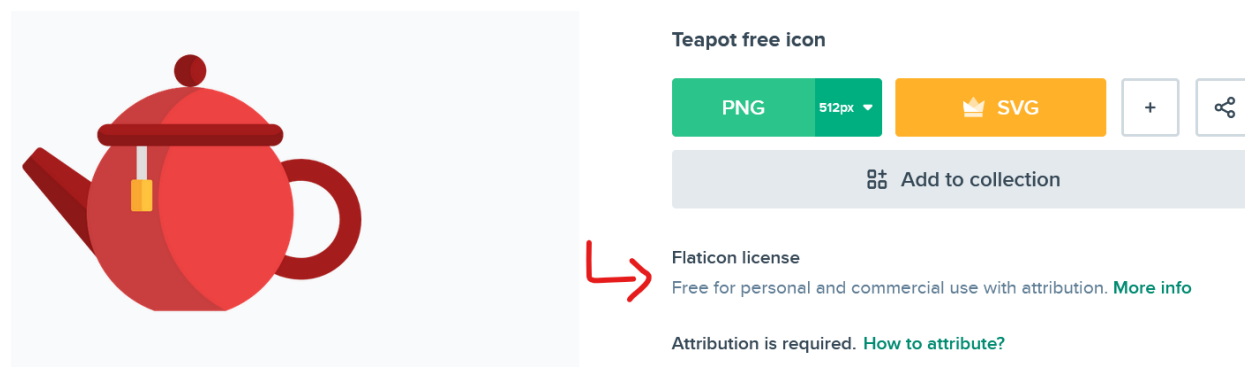 Teapot free icon
PNG 512px SVG +
Add to collection
Flaticon license
Free for personal and commercial use with attribution. More info
Attribution is required. How to attribute?